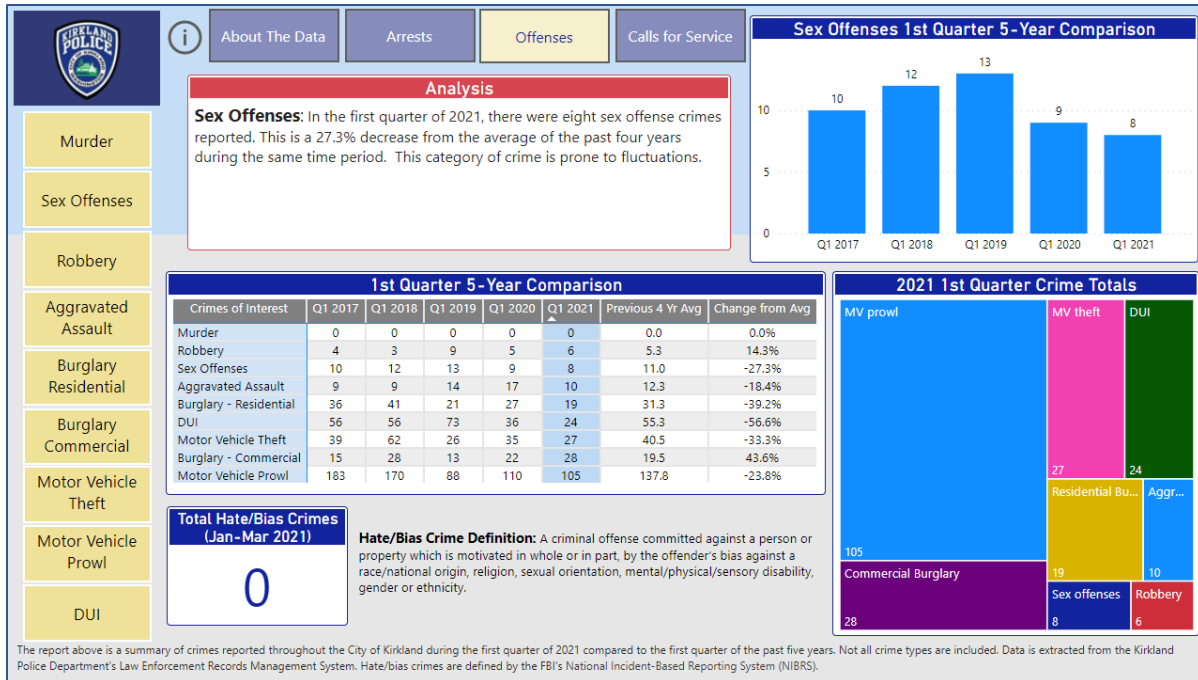 KIRKLAND
POLICE
i
About The Data
Arrests
Offenses
Calls for Service
Murder
Sex Offenses
Robbery
Aggravated
Assault
Burglary
Residential
Burglary
Commercial
Motor Vehicle
Theft
Motor Vehicle
Prowl
DUI
Analysis
Sex Offenses: In the first quarter of 2021, there were eight sex offense crimes
reported. This is a 27.3% decrease from the average of the past four years
during the same time period.  This category of crime is prone to fluctuations.
Sex Offenses 1st Quarter 5-Year Comparison
10
5
0
10
12
13
9
8
Q1 2017 Q1 2018 Q1 2019 Q1 2020 Q1 2021
1st Quarter 5-Year Comparison
Crimes of Interest Q1 2017 Q1 2018 Q1 2019 Q1 2020 Q1 2021 Previous 4 Yr Avg Change from Avg
Murder 0 0 0 0 0 0.0 0.0%
Robbery 4 3 9 5 6 5.3 14.3%
Sex Offenses 10 12 13 9 8 11.0 -27.3%
Aggravated Assault 9 9 14 17 10 12.3 -18.4%
Burglary - Residential 36 41 21 27 19 31.3 -39.2%
DUI 56 56 73 36 24 55.3 -56.6%
Motor Vehicle Theft 39 62 26 35 27 40.5 -33.3%
Burglary - Commercial 15 28 13 22 28 19.5 43.6%
Motor Vehicle Prowl 183 170 88 110 105 137.8 -23.8%
2021 1st Quarter Crime Totals
MV prowl
105
Commercial Burglary
28
MV theft
27
DUI
24
Residential Bu...
19
Aggr...
10
Sex offenses
8
Robbery
6
Total Hate/Bias Crimes
(Jan-Mar 2021)
0
Hate/Bias Crime Definition: A criminal offense committed against a person or
property which is motivated in whole or in part, by the offender's bias against a
race/national origin, religion, sexual orientation, mental/physical/sensory disability,
gender or ethnicity.
The report above is a summary of crimes reported throughout the City of Kirkland during the first quarter of 2021 compared to the first quarter of the past five years. Not all crime types are included. Data is extracted from the Kirkland
Police Department's Law Enforcement Records Management System. Hate/bias crimes are defined by the FBI's National Incident-Based Reporting System (NIBRS).